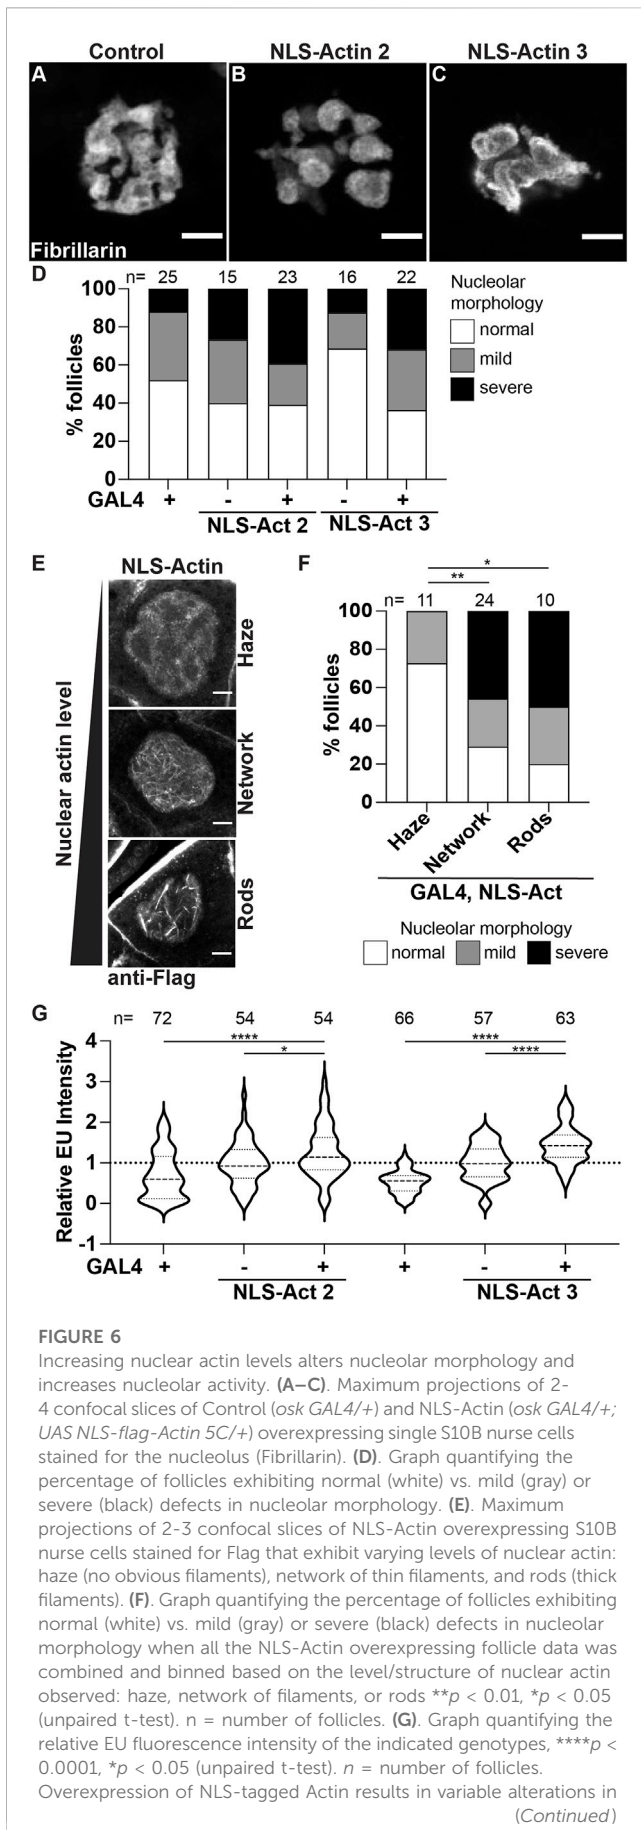 Control NLS-Actin 2 NLS-Actin 3
A B C
Fibrillarin
D
n= 25 15 23 16 22
100
80
60
40
20
0
% follicles
Nucleolar
morphology
normal
mild
severe
GAL4 + - + - +
NLS-Act 2 NLS-Act 3
E
NLS-Actin
Nuclear actin level
Haze
Network
Rods
anti-Flag
F
*
**
n= 11 24 10
100
80
60
40
20
0
% follicles
Haze Network Rods
GAL4, NLS-Act
Nucleolar morphology
normal mild severe
G
n= 72 54 54 66 57 63
**** ****
* ****
4
3
2
1
0
-1
Relative EU Intensity
GAL4 + - + + - +
NLS-Act 2 NLS-Act 3
FIGURE 6
Increasing nuclear actin levels alters nucleolar morphology and
increases nucleolar activity. (A–C). Maximum projections of 2-
4 confocal slices of Control (osk GAL4/+) and NLS-Actin (osk GAL4/+;
UAS NLS-flag-Actin 5C/+) overexpressing single S10B nurse cells
stained for the nucleolus (Fibrillarin). (D). Graph quantifying the
percentage of follicles exhibiting normal (white) vs. mild (gray) or
severe (black) defects in nucleolar morphology. (E). Maximum
projections of 2-3 confocal slices of NLS-Actin overexpressing S10B
nurse cells stained for Flag that exhibit varying levels of nuclear actin:
haze (no obvious filaments), network of thin filaments, and rods (thick
filaments). (F). Graph quantifying the percentage of follicles exhibiting
normal (white) vs. mild (gray) or severe (black) defects in nucleolar
morphology when all the NLS-Actin overexpressing follicle data was
combined and binned based on the level/structure of nuclear actin
observed: haze, network of filaments, or rods **p < 0.01, *p < 0.05
(unpaired t-test). n = number of follicles. (G). Graph quantifying the
relative EU fluorescence intensity of the indicated genotypes, ****p <
0.0001, *p < 0.05 (unpaired t-test). n = number of follicles.
Overexpression of NLS-tagged Actin results in variable alterations in
(Continued)